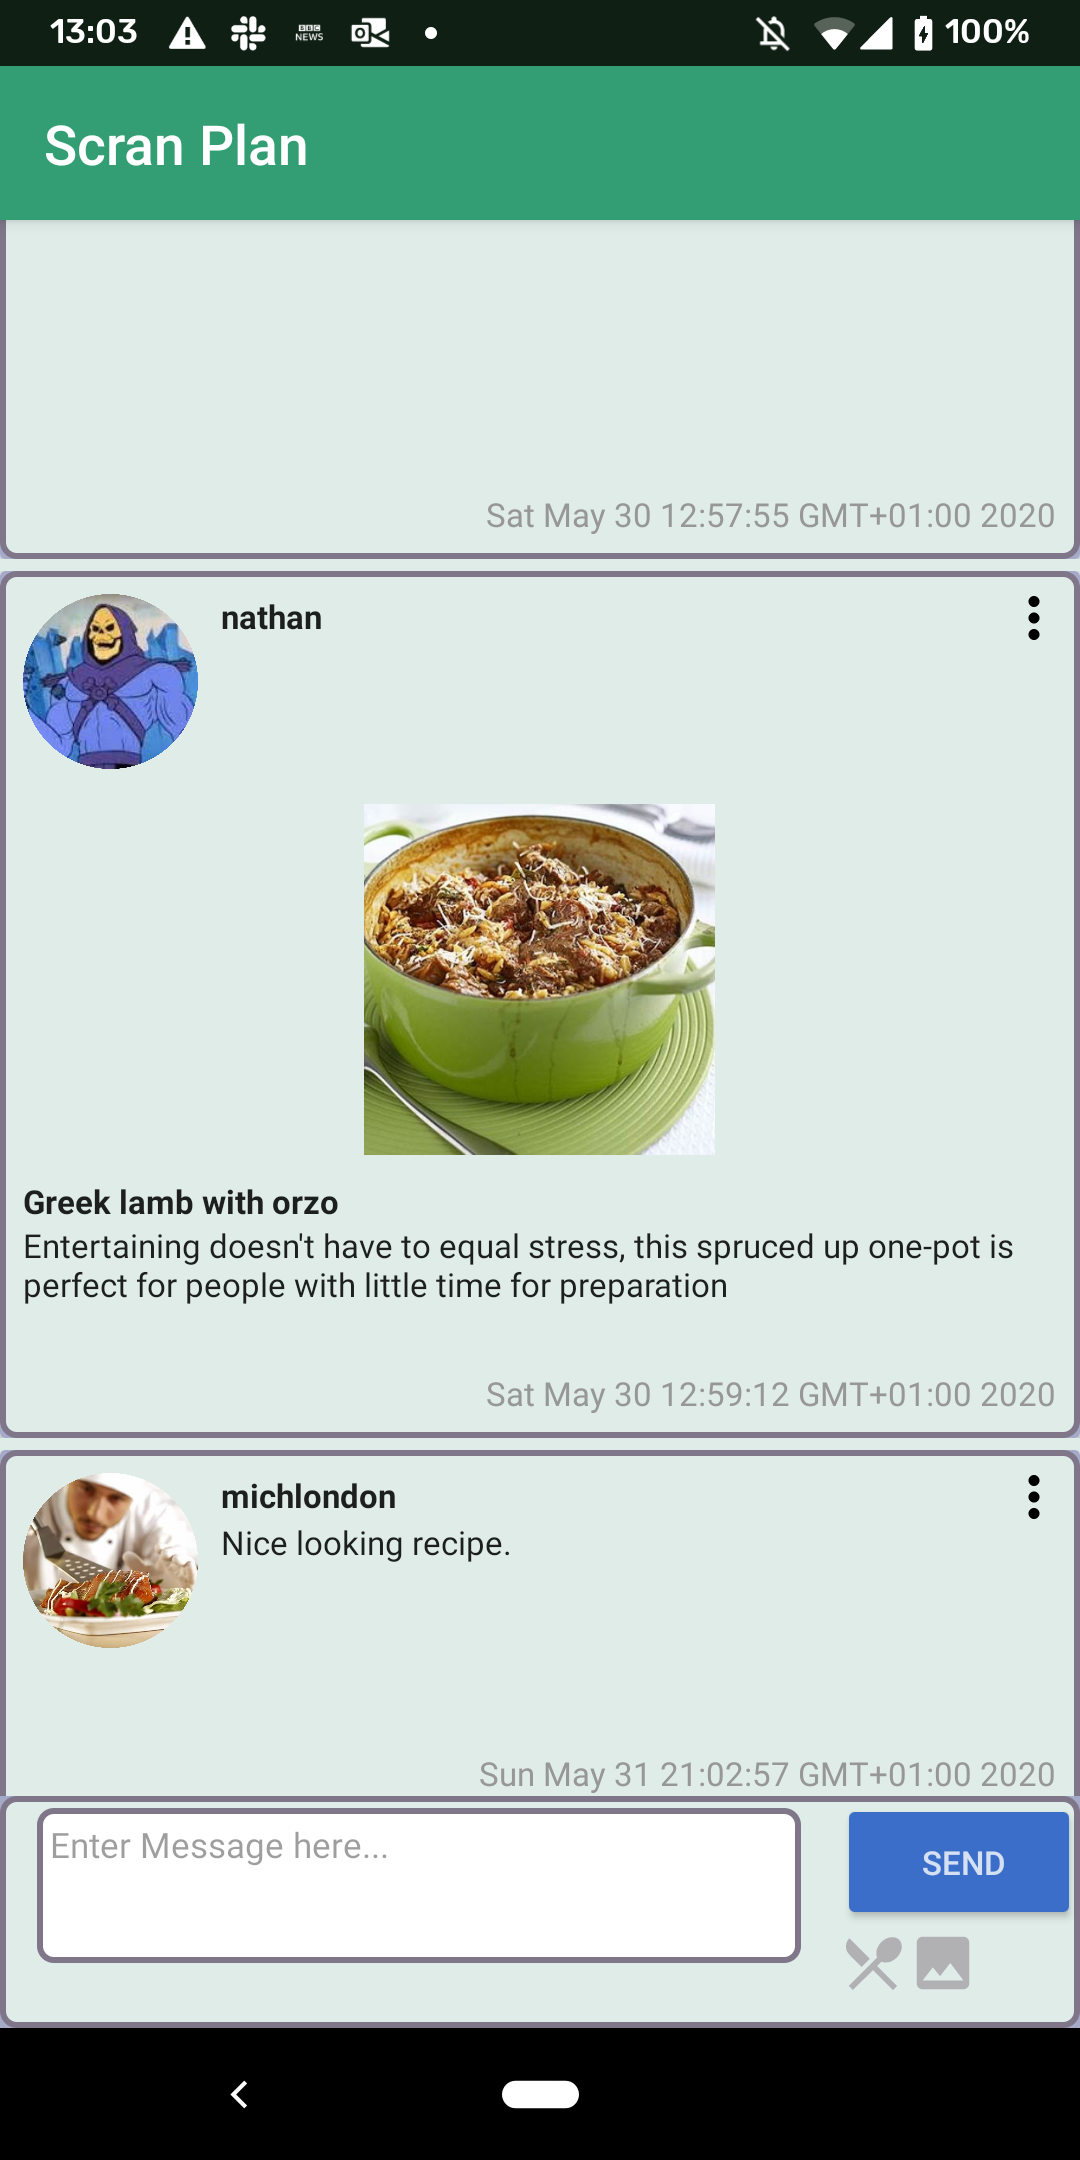 13:03
BBC
NEWS
100%
Scran Plan
Sat May 30 12:57:55 GMT+01:00 2020
nathan
Greek lamb with orzo
Entertaining doesn't have to equal stress, this spruced up one-pot is
perfect for people with little time for preparation
Sat May 30 12:59:12 GMT+01:00 2020
michlondon
Nice looking recipe.
Sun May 31 21:02:57 GMT+01:00 2020
Enter Message here...
SEND